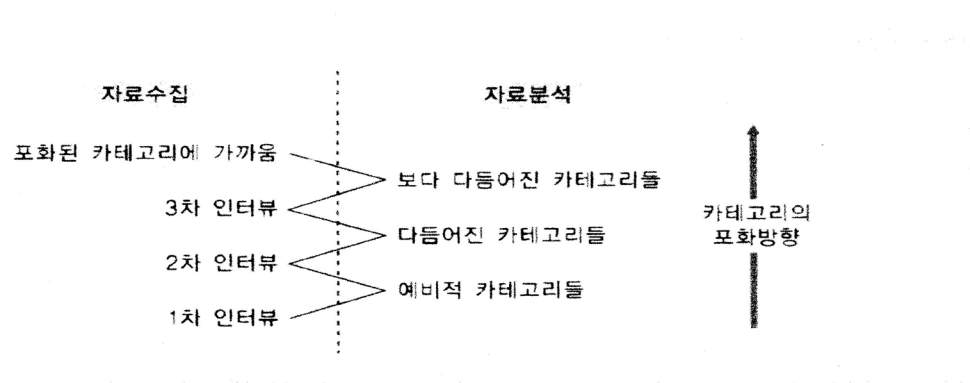 자료수집
자료분석
포화된 카테고리에 가까움
보다 다듬어진 카테고리들
3차 인터뷰
카테고리의
포화방향
다듬어진 카테고리들
2차 인터뷰
예비적 카테고리들
1차 인터뷰